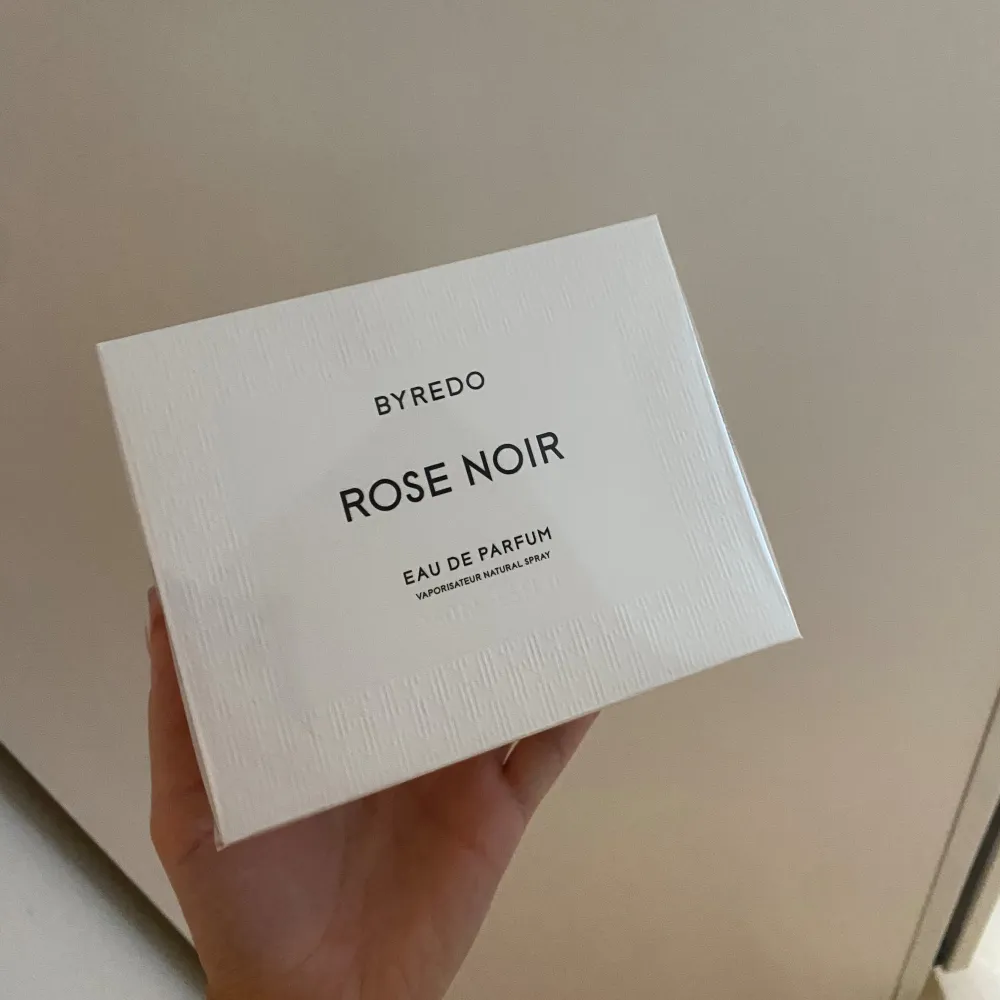 BYREDO
ROSE NOIR
EAU DE PARFUM
VAPORISATEUR NATURAL SPRAY